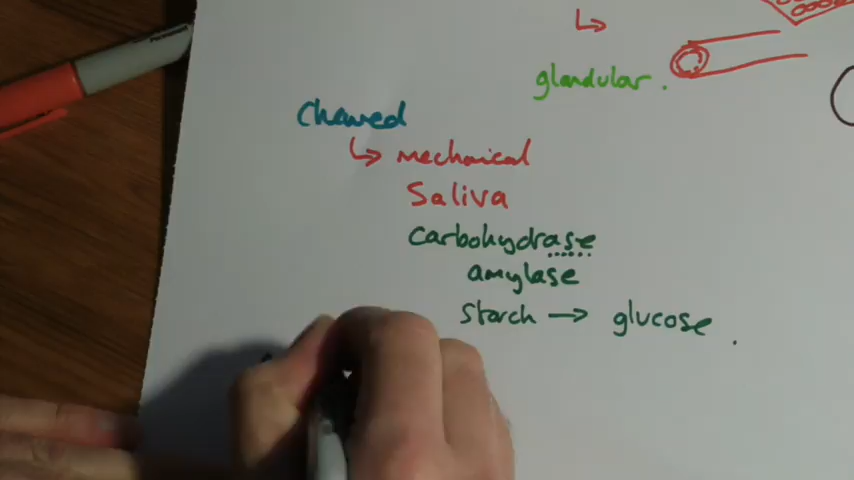 glandular.
Chewed
↳ mechanical
Saliva
carbohydrase
amylase
starch → glucose.